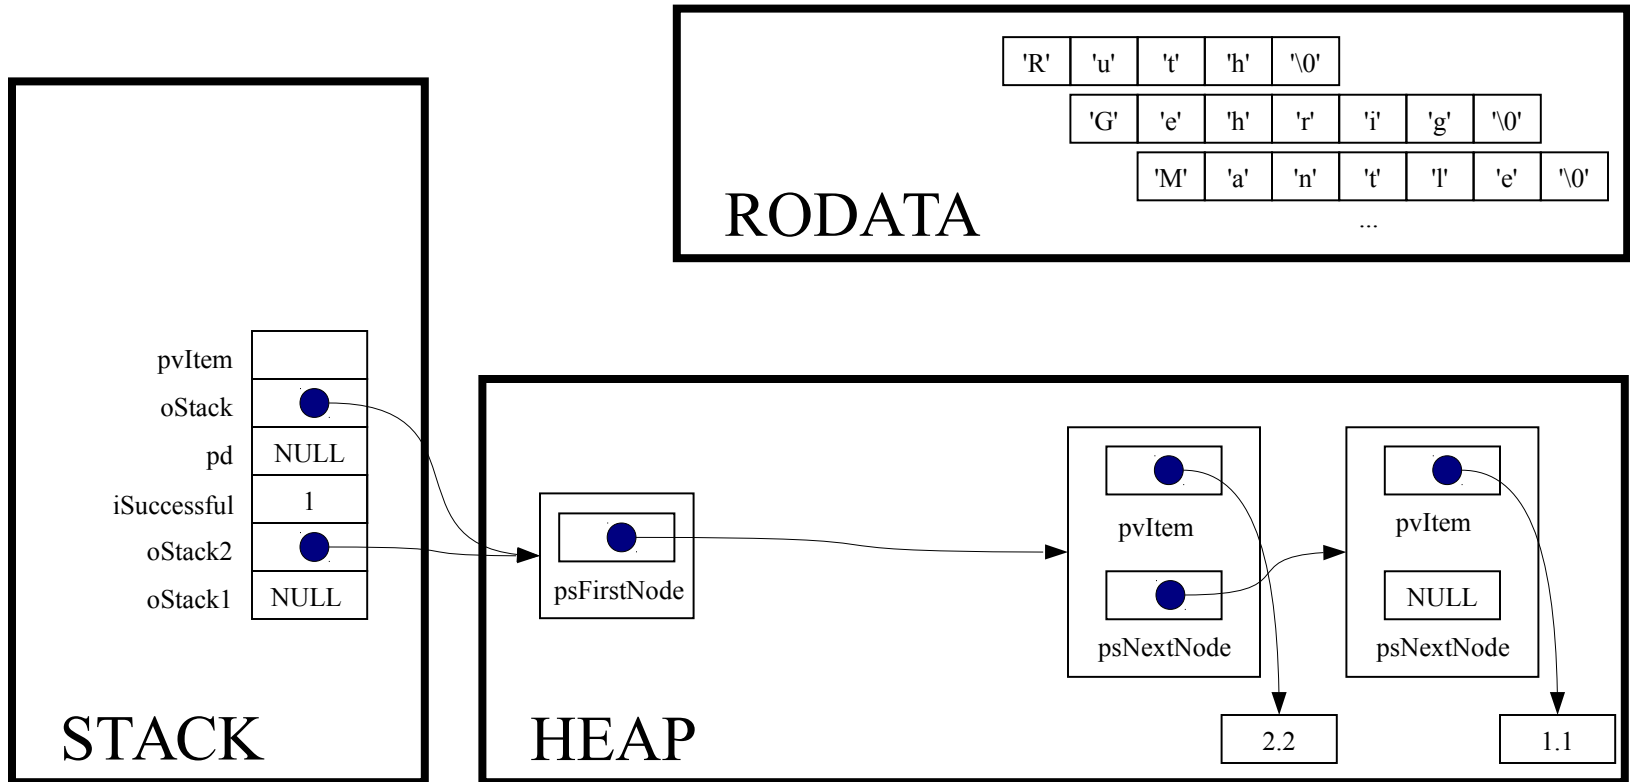 'R' 'u' 't' 'h' '\0'
'G' 'e' 'h' 'r' 'i' 'g' '\0'
'M' 'a' 'n' 't' 'l' 'e' '\0'
...
RODATA
pvItem
oStack
pd NULL
iSuccessful 1
oStack2
oStack1 NULL
STACK
psFirstNode
pvItem
psNextNode
pvItem
NULL
psNextNode
2.2
1.1
HEAP